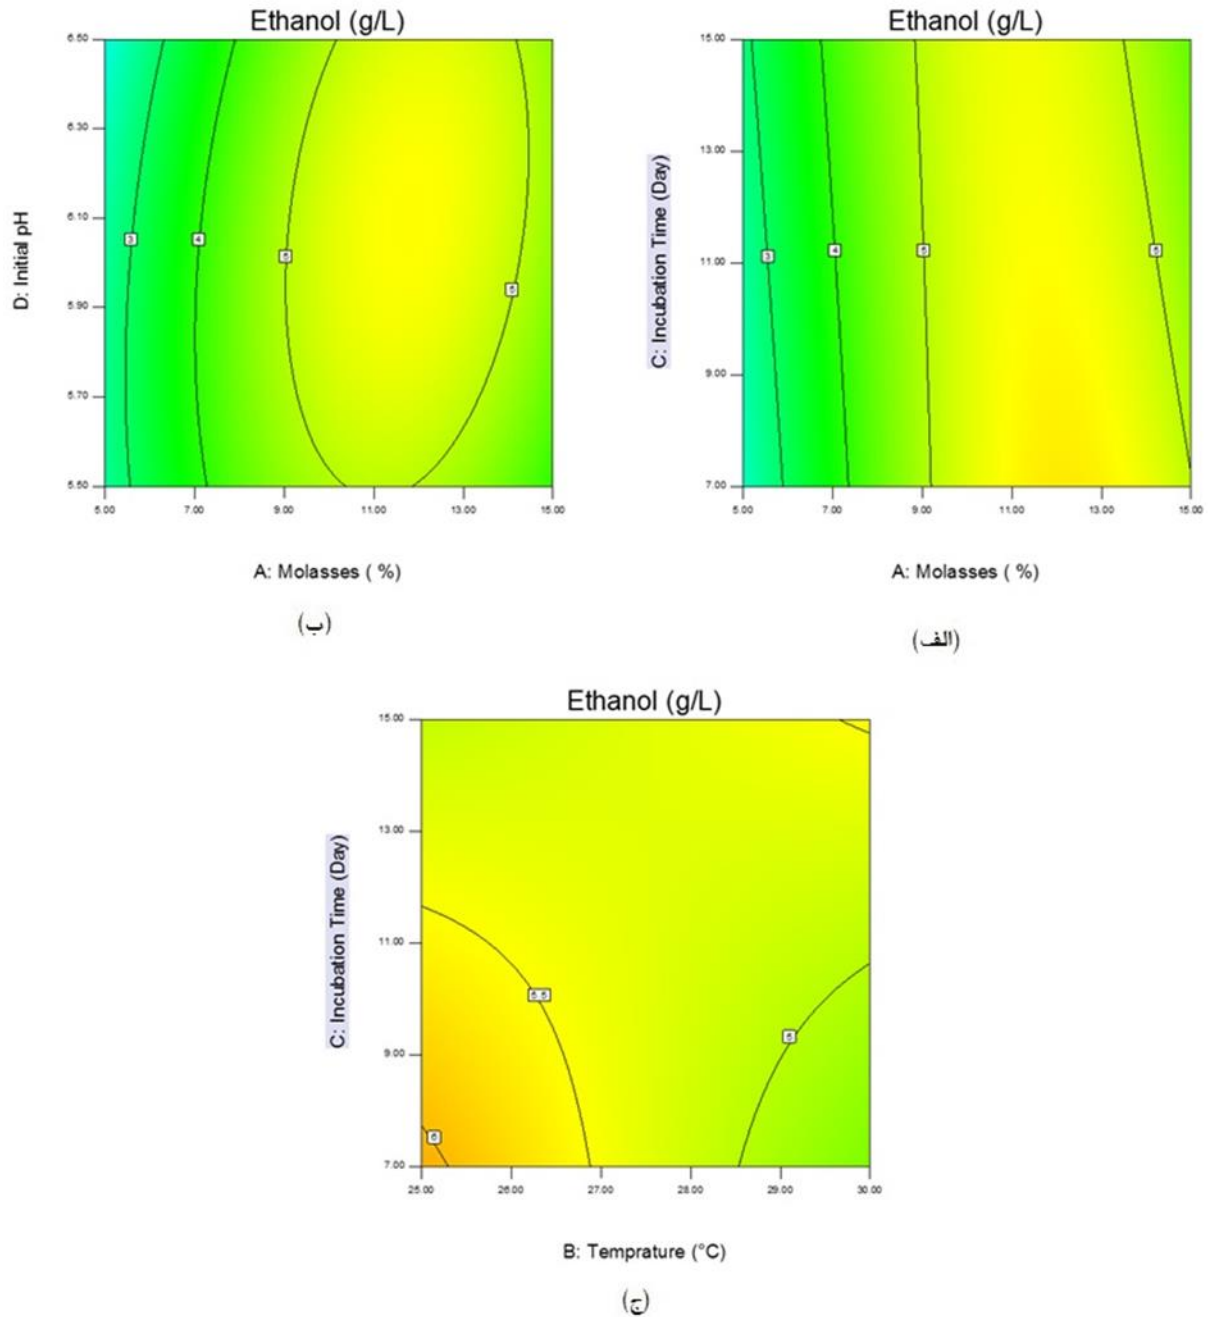 Ethanol (g/L)
6.50
6.30
6.10
5.90
5.70
5.50
D: Initial pH
3
4
5
5
5.00 7.00 9.00 11.00 13.00 15.00
A: Molasses ( %)
(ب)
Ethanol (g/L)
15.00
13.00
11.00
9.00
7.00
C: Incubation Time (Day)
3
4
5
5
5.00 7.00 9.00 11.00 13.00 15.00
A: Molasses ( %)
(الف)
Ethanol (g/L)
15.00
13.00
11.00
9.00
7.00
C: Incubation Time (Day)
5.5
5
6
25.00 26.00 27.00 28.00 29.00 30.00
B: Temprature (°C)
(ج)